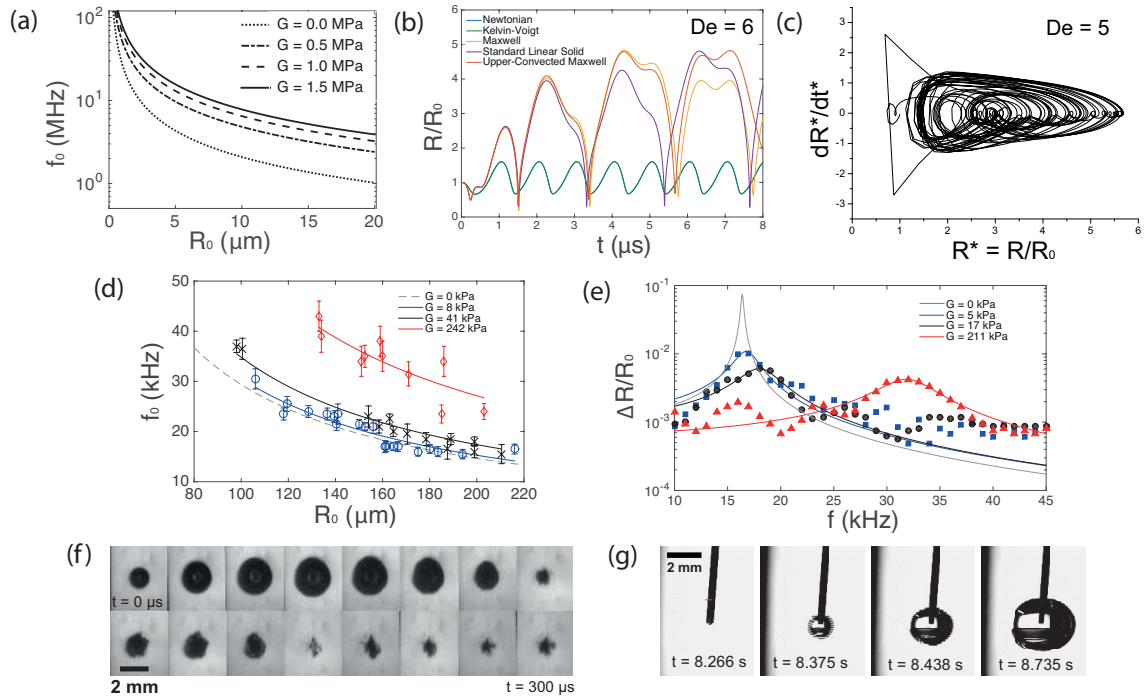 (a)
G = 0.0 MPa
G = 0.5 MPa
G = 1.0 MPa
G = 1.5 MPa
10²
10¹
10⁰
f₀ (MHz)
0 5 10 15 20
R₀ (μm)
(b)
De = 6
Newtonian
Kelvin-Voigt
Maxwell
Standard Linear Solid
Upper-Convected Maxwell
6
5
4
3
2
1
0
R/R₀
0 1 2 3 4 5 6 7 8
t (μs)
(c)
De = 5
3
2
1
0
-1
-2
-3
dR*/dt*
0 1 2 3 4 5 6
R* = R/R₀
(d)
G = 0 kPa
G = 8 kPa
G = 41 kPa
G = 242 kPa
50
40
30
20
10
f₀ (kHz)
80 100 120 140 160 180 200 220
R₀ (μm)
(e)
G = 0 kPa
G = 5 kPa
G = 17 kPa
G = 211 kPa
10⁻¹
10⁻²
10⁻³
10⁻⁴
ΔR/R₀
10 15 20 25 30 35 40 45
f (kHz)
(f)
t = 0 μs
2 mm
t = 300 μs
(g)
2 mm
t = 8.266 s
t = 8.375 s
t = 8.438 s
t = 8.735 s